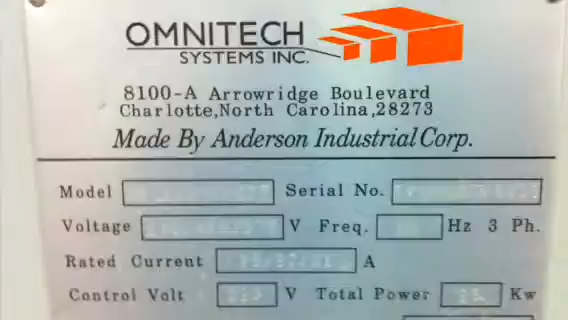 OMNITECH
SYSTEMS INC.
8100-A Arrowridge Boulevard
Charlotte,North Carolina,28273
Made By Anderson Industrial Corp.
Model Serial No.
Voltage V Freq. Hz 3 Ph.
Rated Current A
Control Volt V Total Power Kw